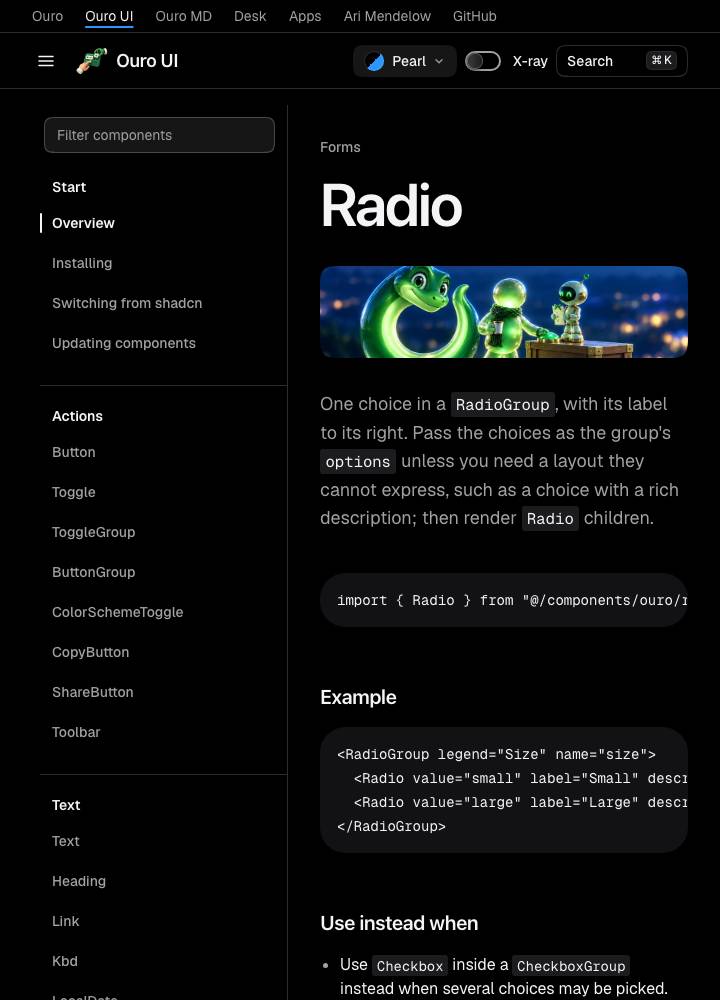 Ouro Ouro UI Ouro MD Desk Apps Ari Mendelow GitHub
Ouro UI Pearl X-ray Search ⌘ K
Filter components
Start
Overview
Installing
Switching from shadcn
Updating components
Actions
Button
Toggle
ToggleGroup
ButtonGroup
ColorSchemeToggle
CopyButton
ShareButton
Toolbar
Text
Text
Heading
Link
Kbd
LocalDate
Forms
Radio
One choice in a RadioGroup, with its label
to its right. Pass the choices as the group's
options unless you need a layout they
cannot express, such as a choice with a rich
description; then render Radio children.
import { Radio } from "@/components/ouro/r
Example
<RadioGroup legend="Size" name="size">
<Radio value="small" label="Small" descr
<Radio value="large" label="Large" descr
</RadioGroup>
Use instead when
Use Checkbox inside a CheckboxGroup
instead when several choices may be picked.